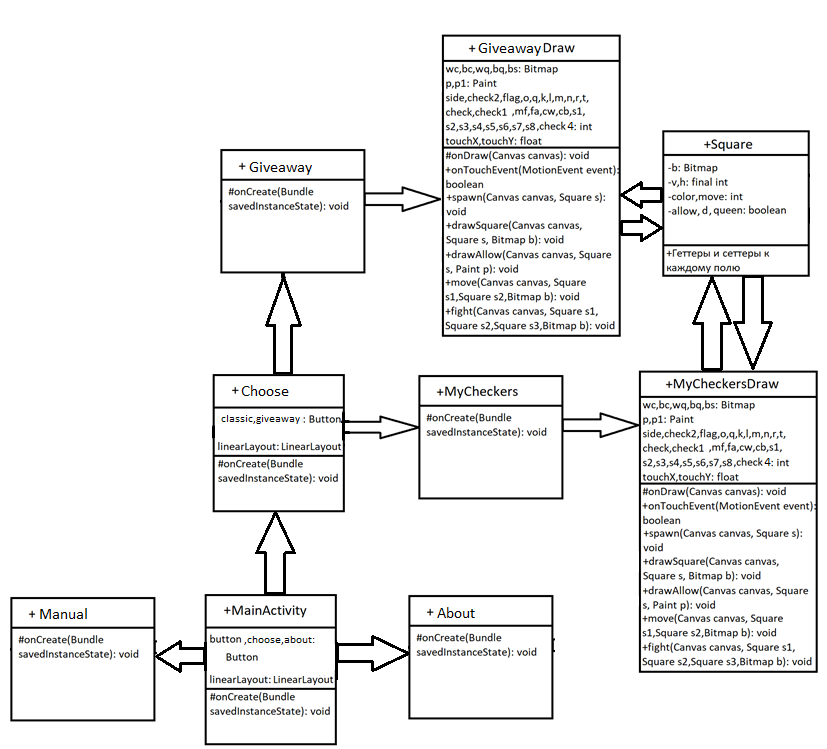 + GiveawayDraw
wc,bc,wq,bq,bs: Bitmap
p,p1: Paint
side,check2,flag,o,q,k,l,m,n,r,t,
check,check1 ,mf,fa,cw,cb,s1,
s2,s3,s4,s5,s6,s7,s8,check 4: int
touchX,touchY: float
#onDraw(Canvas canvas): void
+onTouchEvent(MotionEvent event):
boolean
+spawn(Canvas canvas, Square s):
void
+drawSquare(Canvas canvas,
Square s, Bitmap b): void
+drawAllow(Canvas canvas, Square
s, Paint p): void
+move(Canvas canvas, Square
s1,Square s2,Bitmap b): void
+fight(Canvas canvas, Square s1,
Square s2,Square s3,Bitmap b): void
+Square
-b: Bitmap
-v,h: final int
-color,move: int
-allow, d, queen: boolean
+Геттеры и сеттеры к
каждому полю
+ Giveaway
#onCreate(Bundle
savedInstanceState): void
+ Choose
classic,giveaway : Button
linearLayout: LinearLayout
#onCreate(Bundle
savedInstanceState): void
+MyCheckers
#onCreate(Bundle
savedInstanceState): void
+MyCheckersDraw
wc,bc,wq,bq,bs: Bitmap
p,p1: Paint
side,check2,flag,o,q,k,l,m,n,r,t,
check,check1 ,mf,fa,cw,cb,s1,
s2,s3,s4,s5,s6,s7,s8,check 4: int
touchX,touchY: float
#onDraw(Canvas canvas): void
+onTouchEvent(MotionEvent event):
boolean
+spawn(Canvas canvas, Square s):
void
+drawSquare(Canvas canvas,
Square s, Bitmap b): void
+drawAllow(Canvas canvas, Square
s, Paint p): void
+move(Canvas canvas, Square
s1,Square s2,Bitmap b): void
+fight(Canvas canvas, Square s1,
Square s2,Square s3,Bitmap b): void
+ Manual
#onCreate(Bundle
savedInstanceState): void
+MainActivity
button ,choose,about:
Button
linearLayout: LinearLayout
#onCreate(Bundle
savedInstanceState): void
+ About
#onCreate(Bundle
savedInstanceState): void